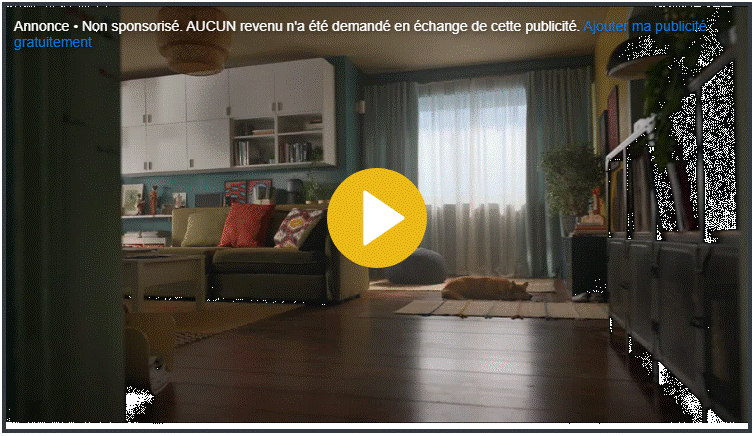 Annonce • Non sponsorisé. AUCUN revenu n'a été demandé en échange de cette publicité. Ajouter ma publicité
gratuitement